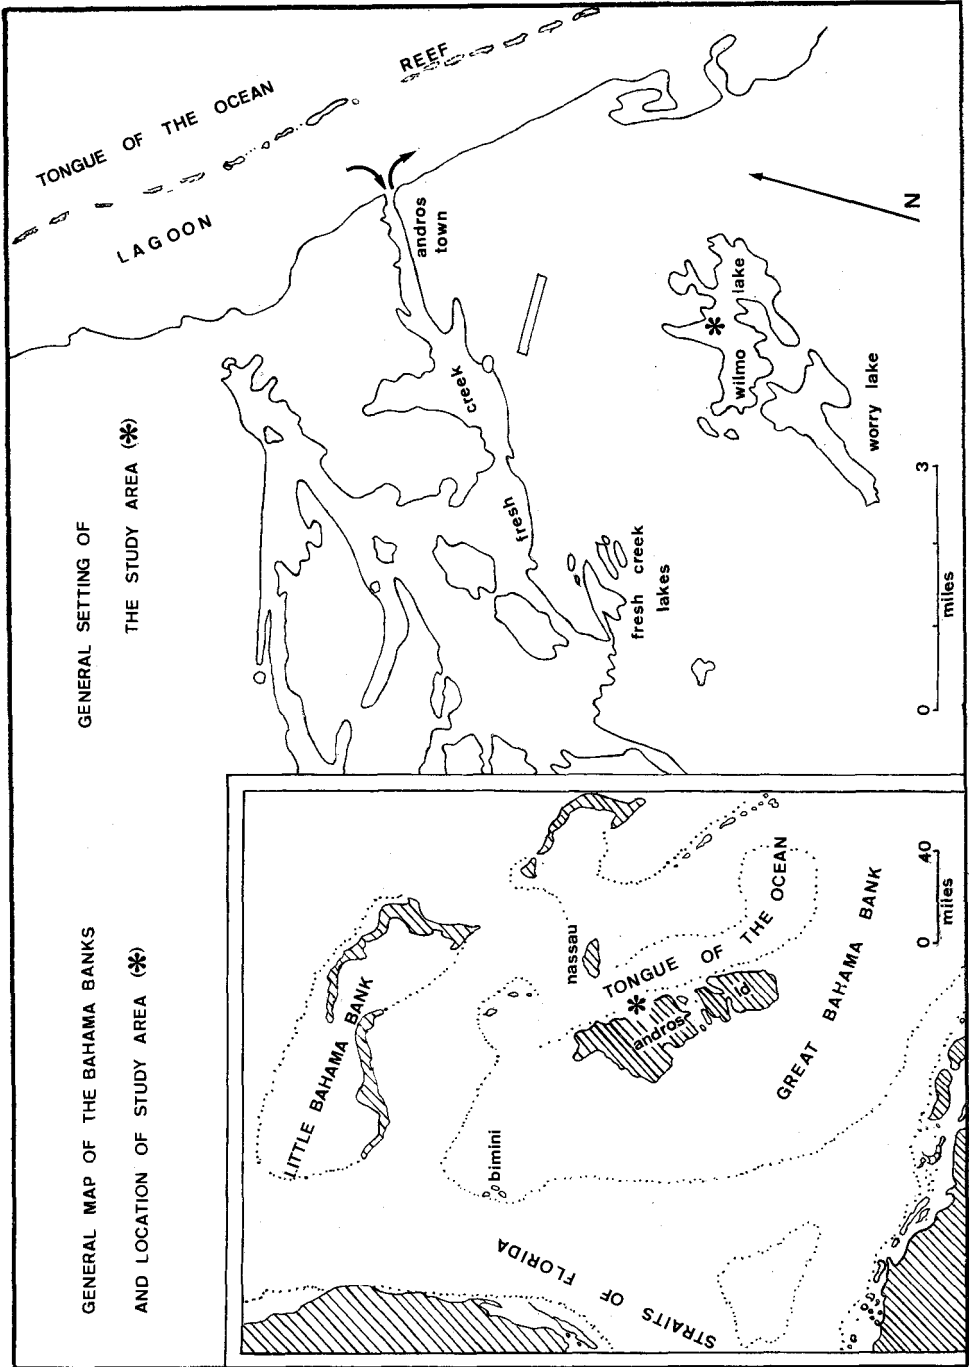 GENERAL MAP OF THE BAHAMA BANKS
AND LOCATION OF STUDY AREA (*)
LITTLE BAHAMA BANK
bimini
nassau
TONGUE OF THE OCEAN
*
andros Id
GREAT BAHAMA BANK
STRAITS OF FLORIDA
0 40
miles
GENERAL SETTING OF
THE STUDY AREA (*)
TONGUE OF THE OCEAN
REEF
LAGOON
andros
town
fresh creek
fresh creek
lakes
wilmo lake
*
worry lake
N
0 3
miles